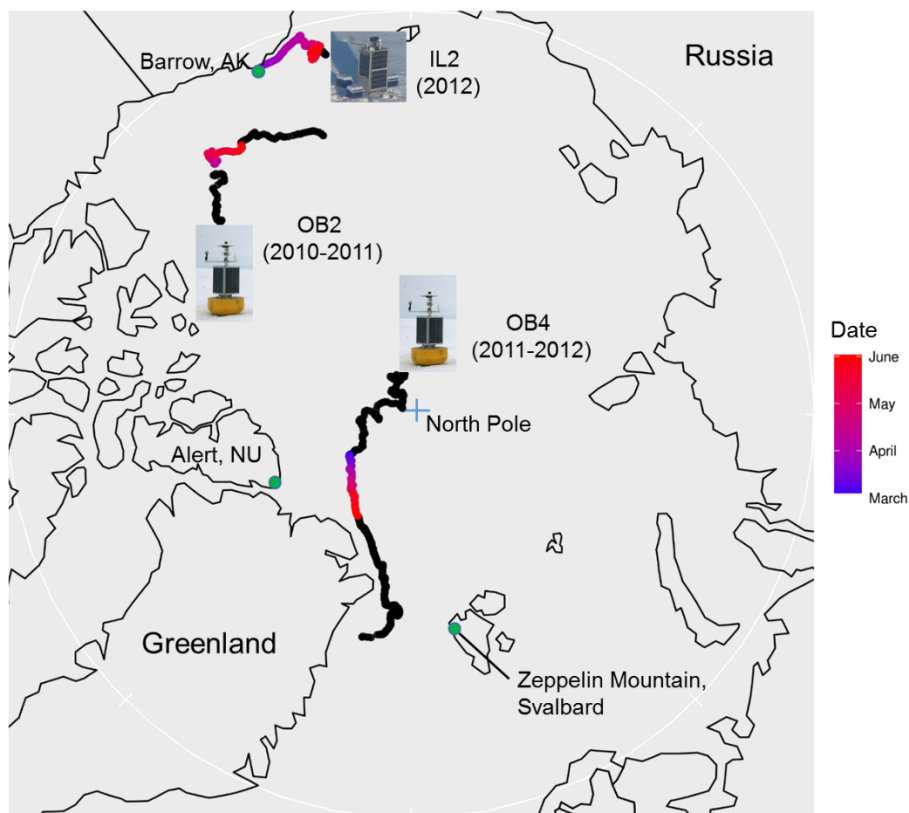 Barrow, AK
IL2
(2012)
Russia
OB2
(2010-2011)
OB4
(2011-2012)
North Pole
Alert, NU
Greenland
Zeppelin Mountain,
Svalbard
Date
June
May
April
March